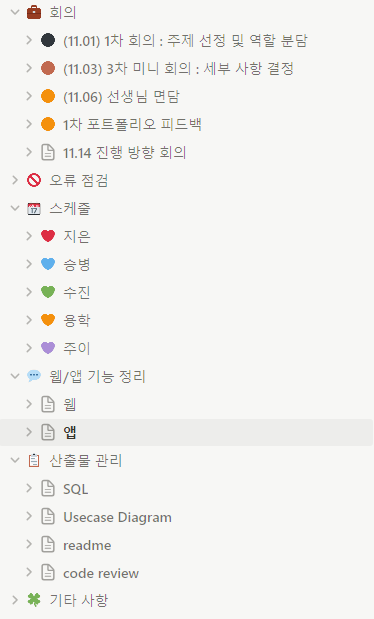 회의
(11.01) 1차 회의 : 주제 선정 및 역할 분담
(11.03) 3차 미니 회의 : 세부 사항 결정
(11.06) 선생님 면담
1차 포트폴리오 피드백
11.14 진행 방향 회의
오류 점검
스케줄
지은
승병
수진
용학
주이
웹/앱 기능 정리
웹
앱
산출물 관리
SQL
Usecase Diagram
readme
code review
기타 사항